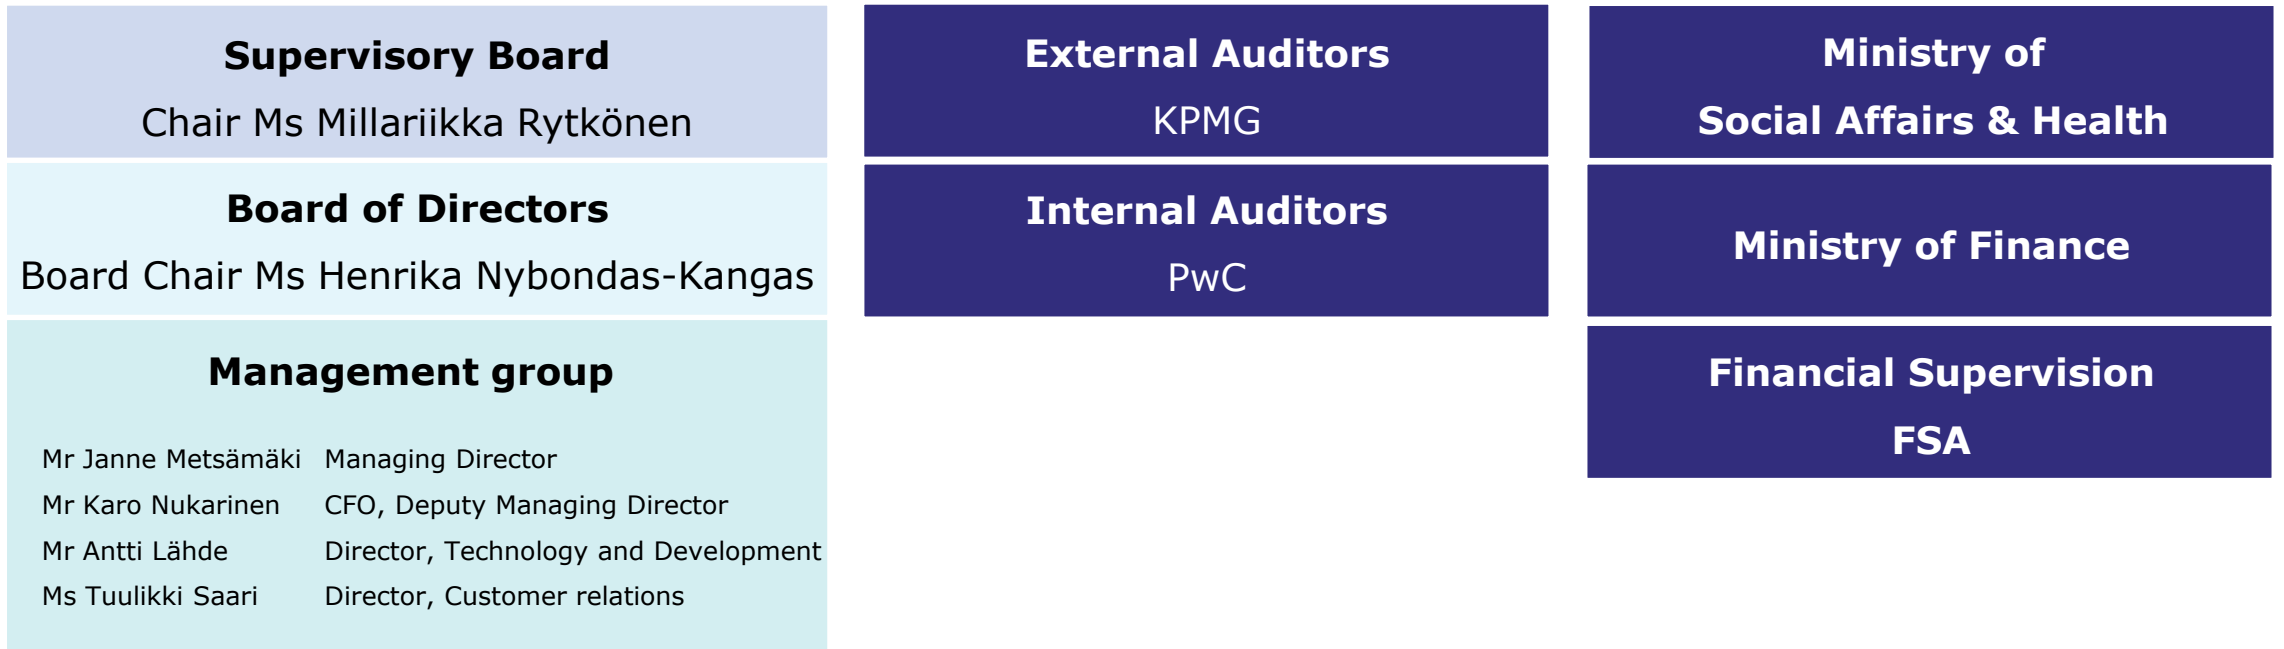 Supervisory Board
Chair Ms Millariikka Rytkönen
Board of Directors
Board Chair Ms Henrika Nybondas-Kangas
Management group
Mr Janne Metsämäki Managing Director
Mr Karo Nukarinen CFO, Deputy Managing Director
Mr Antti Lähde Director, Technology and Development
Ms Tuulikki Saari Director, Customer relations
External Auditors
KPMG
Internal Auditors
PwC
Ministry of
Social Affairs & Health
Ministry of Finance
Financial Supervision
FSA